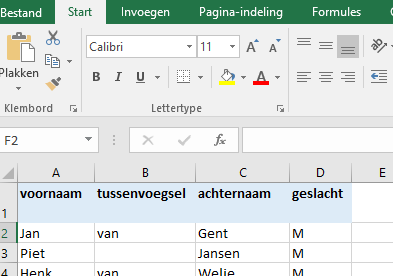 Bestand Start Invoegen Pagina-indeling Formules
Calibri 11 A A
Plakken B I U A
Klembord Lettertype
F2 fx
A B C D E
1 voornaam tussenvoegsel achternaam geslacht
2 Jan van Gent M
3 Piet Jansen M
4 Henk van Welie M